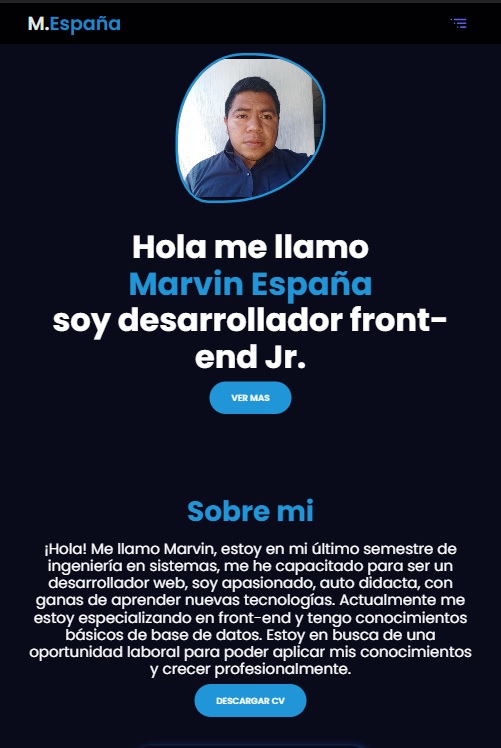 M.España
Hola me llamo
Marvin España
soy desarrollador front-
end Jr.
VER MAS
Sobre mi
¡Hola! Me llamo Marvin, estoy en mi último semestre de
ingeniería en sistemas, me he capacitado para ser un
desarrollador web, soy apasionado, auto didacta, con
ganas de aprender nuevas tecnologías. Actualmente me
estoy especializando en front-end y tengo conocimientos
básicos de base de datos. Estoy en busca de una
oportunidad laboral para poder aplicar mis conocimientos
y crecer profesionalmente.
DESCARGAR CV